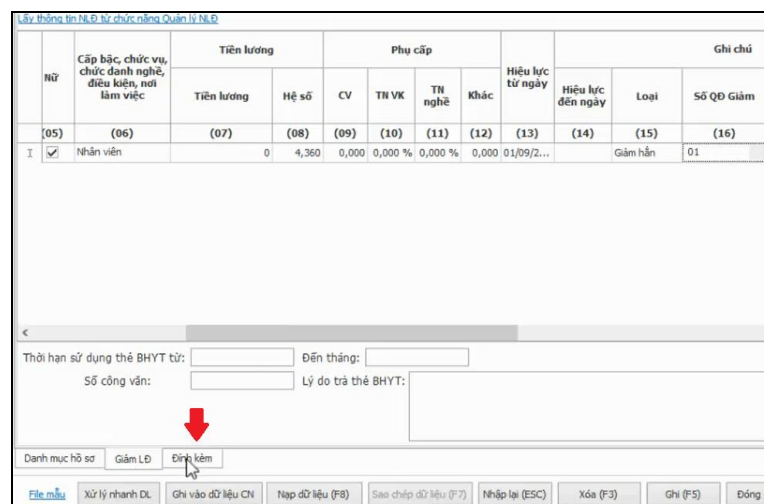 Lấy thông tin NLĐ từ chức năng Quản lý NLĐ
Nữ
Cấp bậc, chức vụ, chức danh nghề, điều kiện, nơi làm việc
Tiền lương
Phụ cấp
Hiệu lực từ ngày
Ghi chú
Tiền lương
Hệ số
CV
TN VK
TN nghề
Khác
Hiệu lực đến ngày
Loại
Số QĐ Giảm
(05) (06) (07) (08) (09) (10) (11) (12) (13) (14) (15) (16)
Nhân viên 0 4,360 0,000 0,000 % 0,000 % 0,000 01/09/2... Giảm hẳn 01
Thời hạn sử dụng thẻ BHYT từ: Đến tháng:
Số công văn: Lý do trả thẻ BHYT:
Danh mục hồ sơ Giảm LĐ Đính kèm
File mẫu Xử lý nhanh DL Ghi vào dữ liệu CN Nạp dữ liệu (F8) Sao chép dữ liệu (F7) Nhập lại (ESC) Xóa (F3) Ghi (F5) Đóng